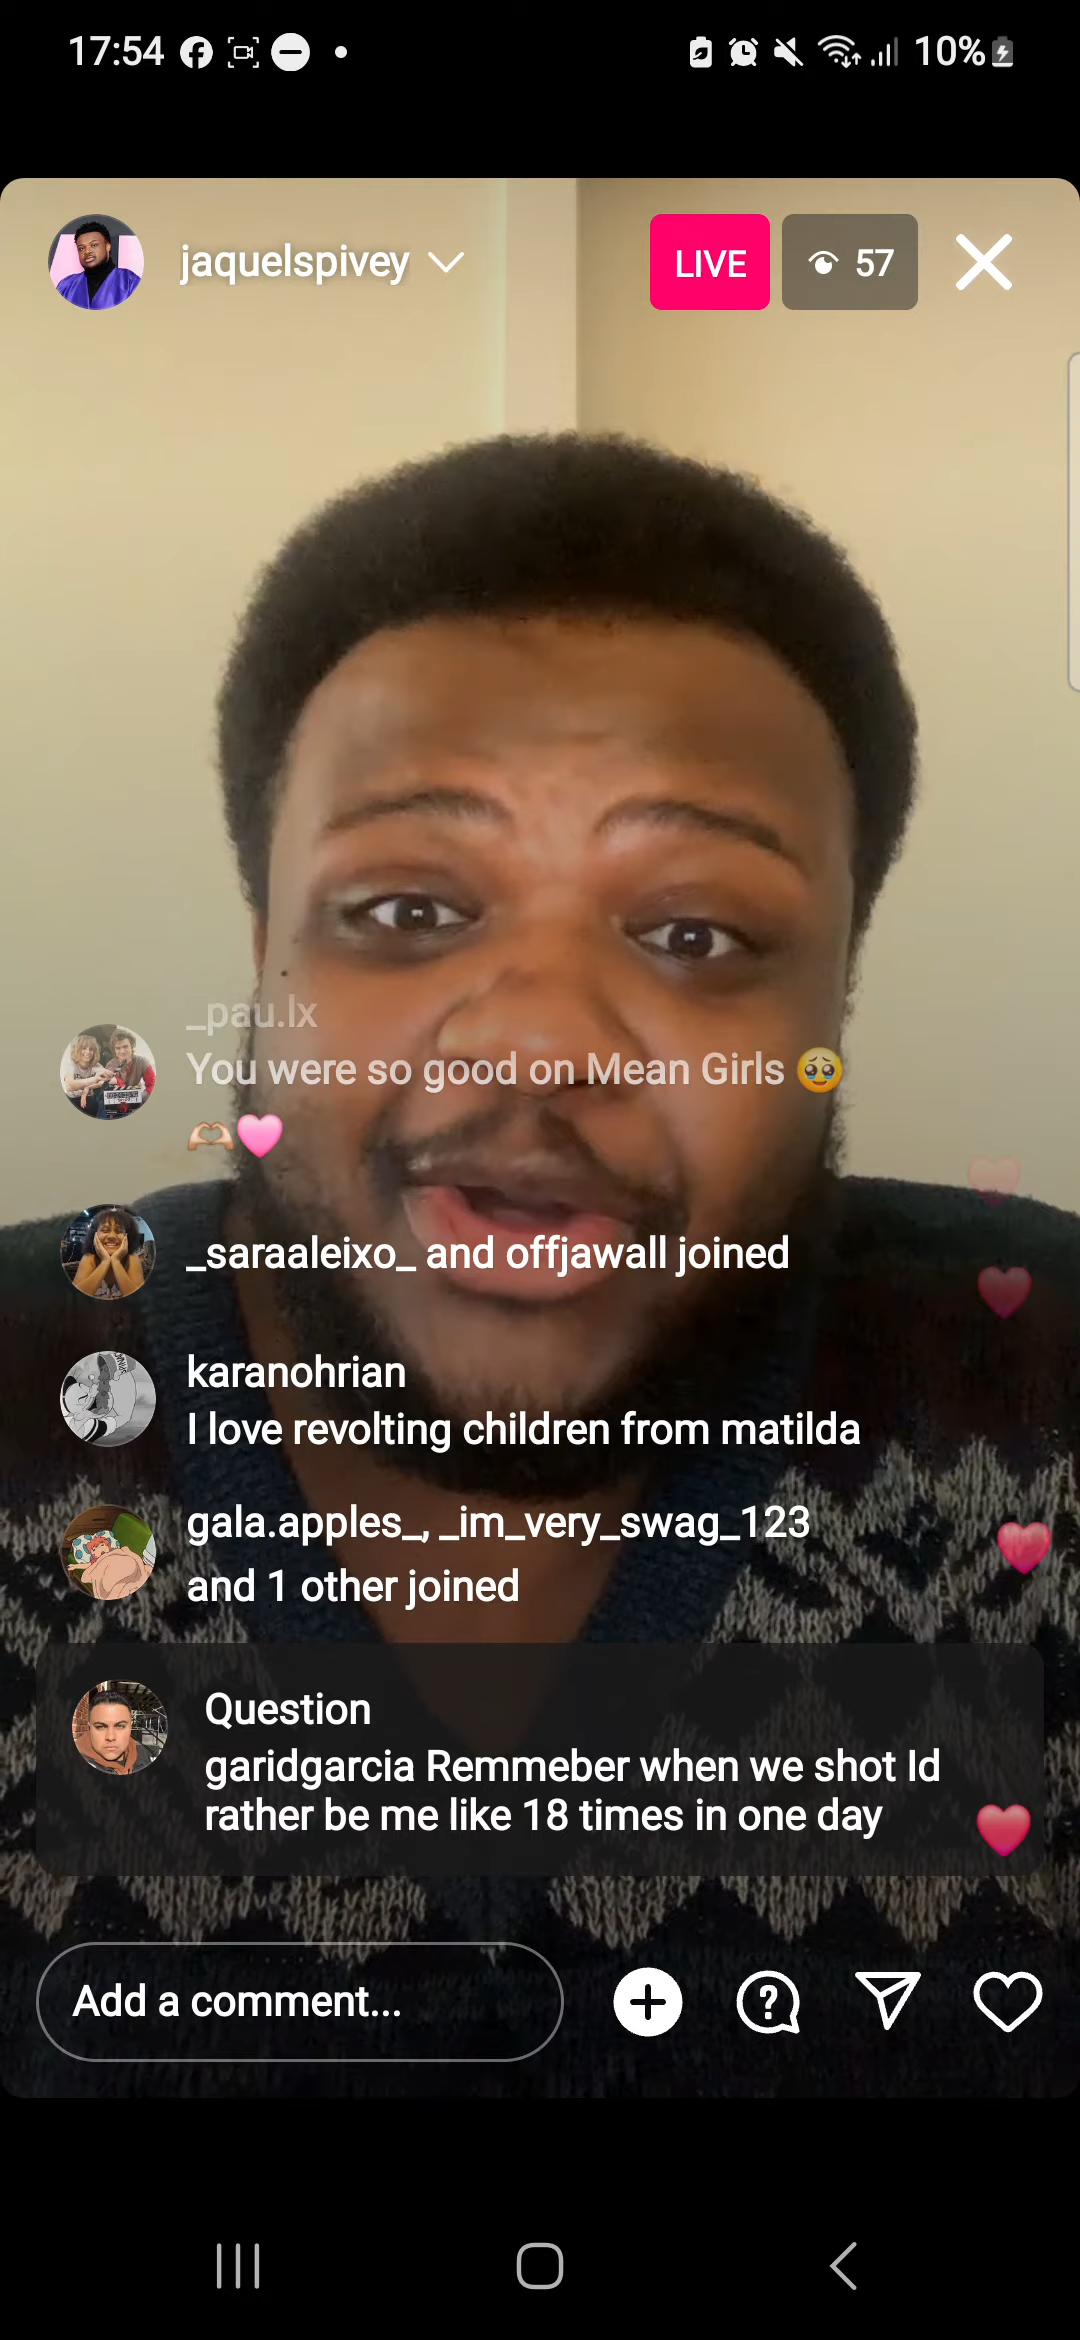 17:54
10%
jaquelspivey
LIVE
57
_pau.lx
You were so good on Mean Girls 🥹
🫶🏼🩷
_saraaleixo_ and offjawall joined
karanohrian
I love revolting children from matilda
gala.apples_, _im_very_swag_123
and 1 other joined
Question
garidgarcia Remmeber when we shot Id
rather be me like 18 times in one day
Add a comment...